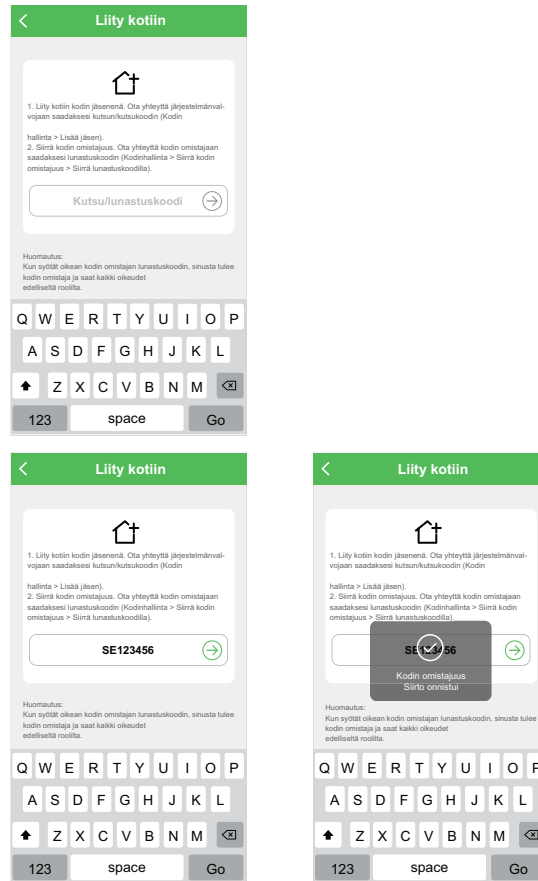 Liity kotiin
1. Liity kotiin kodin jäsenenä. Ota yhteyttä järjestelmänval-
vojaan saadaksesi kutsun/kutsukoodin (Kodin
hallinta > Lisää jäsen).
2. Siirrä kodin omistajuus. Ota yhteyttä kodin omistajaan
saadaksesi lunastuskoodin (Kodinhallinta > Siirrä kodin
omistajuus > Siirrä lunastuskoodilla).
Kutsu/lunastuskoodi
Huomautus:
Kun syötät oikean kodin omistajan lunastuskoodin, sinusta tulee
kodin omistaja ja saat kaikki oikeudet
edelliseltä roolilta.
Q W E R T Y U I O P
A S D F G H J K L
Z X C V B N M
123 space Go
Liity kotiin
1. Liity kotiin kodin jäsenenä. Ota yhteyttä järjestelmänval-
vojaan saadaksesi kutsun/kutsukoodin (Kodin
hallinta > Lisää jäsen).
2. Siirrä kodin omistajuus. Ota yhteyttä kodin omistajaan
saadaksesi lunastuskoodin (Kodinhallinta > Siirrä kodin
omistajuus > Siirrä lunastuskoodilla).
SE123456
Huomautus:
Kun syötät oikean kodin omistajan lunastuskoodin, sinusta tulee
kodin omistaja ja saat kaikki oikeudet
edelliseltä roolilta.
Q W E R T Y U I O P
A S D F G H J K L
Z X C V B N M
123 space Go
Liity kotiin
1. Liity kotiin kodin jäsenenä. Ota yhteyttä järjestelmänval-
vojaan saadaksesi kutsun/kutsukoodin (Kodin
hallinta > Lisää jäsen).
2. Siirrä kodin omistajuus. Ota yhteyttä kodin omistajaan
saadaksesi lunastuskoodin (Kodinhallinta > Siirrä kodin
omistajuus > Siirrä lunastuskoodilla).
SE123456
Kodin omistajuus
Siirto onnistui
Huomautus:
Kun syötät oikean kodin omistajan lunastuskoodin, sinusta tulee
kodin omistaja ja saat kaikki oikeudet
edelliseltä roolilta.
Q W E R T Y U I O P
A S D F G H J K L
Z X C V B N M
123 space Go